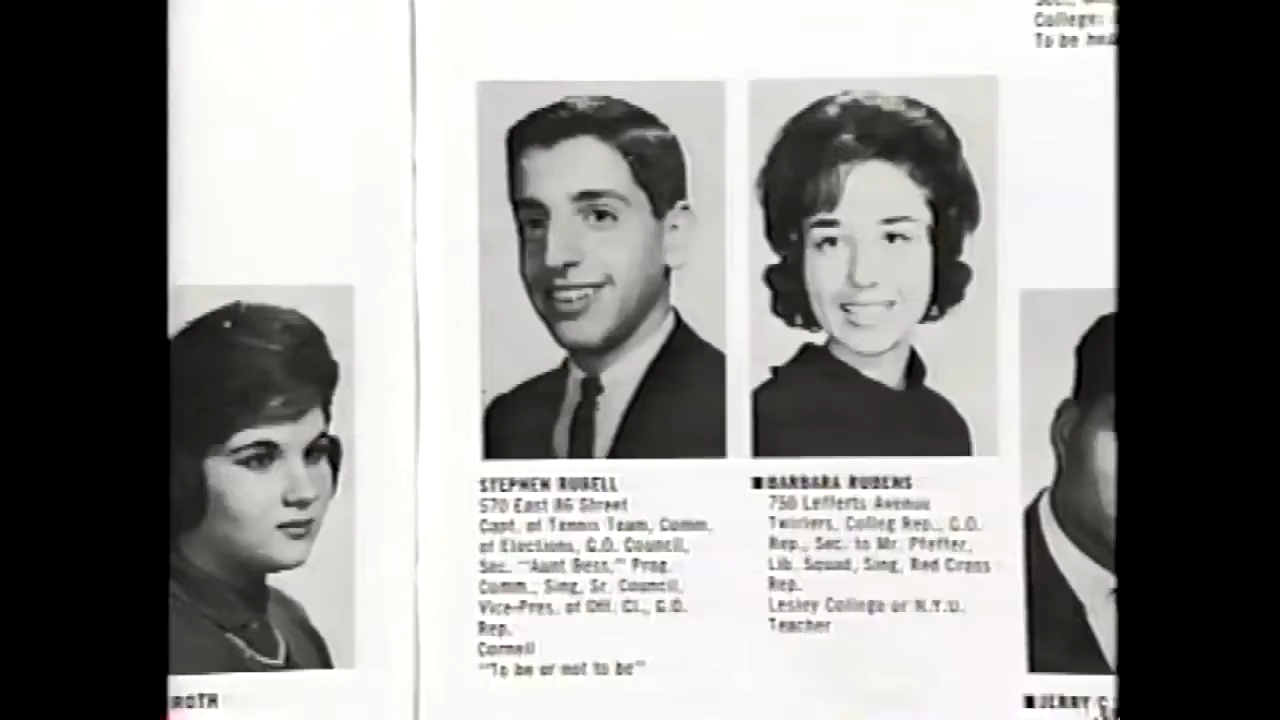 College:
To be
STEPHEN RUBELL
570 East 86 Street
Capt. of Tennis Team, Comm.
of Elections, G.O. Council,
Sec. "Aunt Bess," Prog.
Comm., Sing, Sr. Council,
Vice-Pres. of Off. Cl., G.O.
Rep.
Cornell
"To be or not to be"
BARBARA RUBENS
750 Lefferts Avenue
Twirlers, Colleg Rep., G.O.
Rep., Sec. to Mr. Pfeffer,
Lib. Squad, Sing, Red Cross
Rep.
Lesley College or N.Y.U.
Teacher
ROTH
JERRY